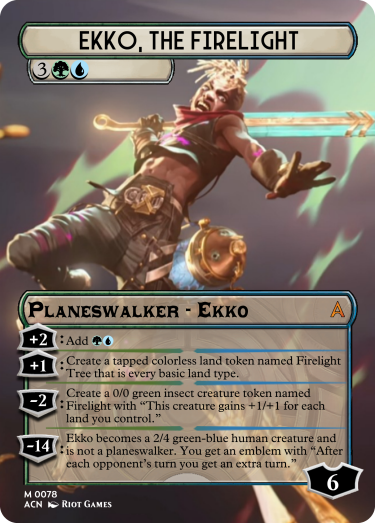 EKKO, THE FIRELIGHT
3
PLANESWALKER - EKKO
+2: Add
+1: Create a tapped colorless land token named Firelight
Tree that is every basic land type.
-2: Create a 0/0 green insect creature token named
Firelight with “This creature gains +1/+1 for each
land you control.”
-14: Ekko becomes a 2/4 green-blue human creature and
is not a planeswalker. You get an emblem with “After
each opponent’s turn you get an extra turn.”
6
M 0078
ACN RIOT GAMES